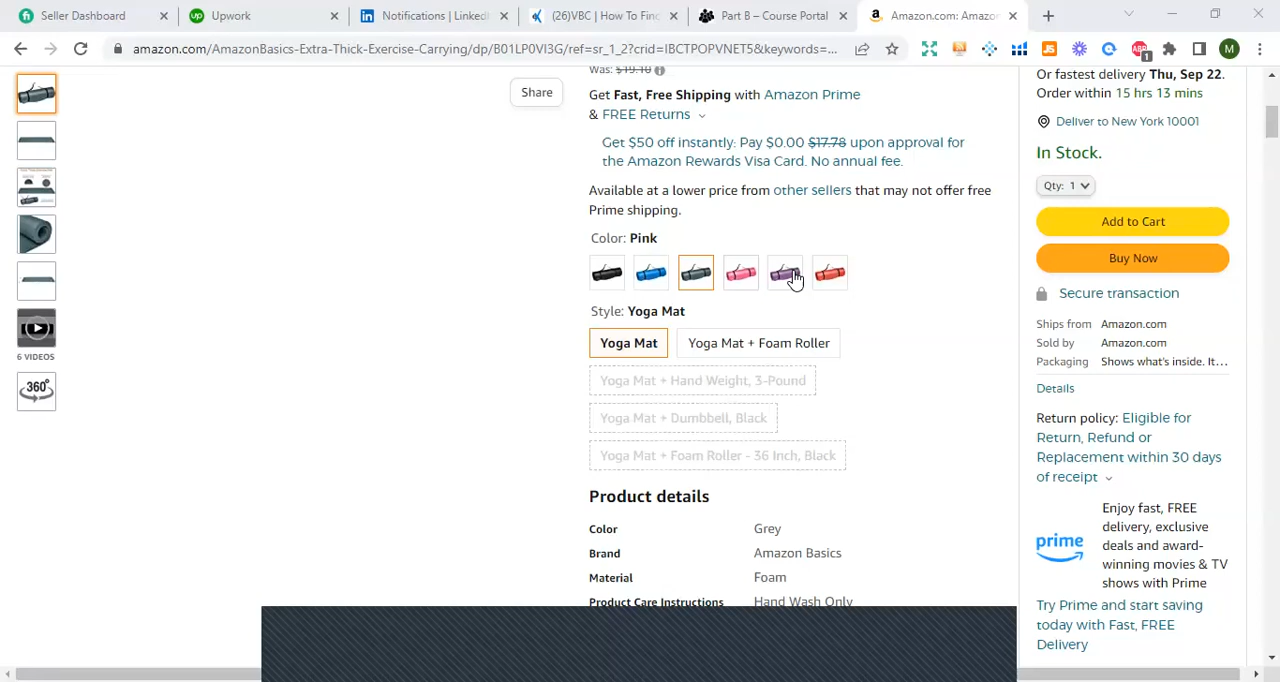 Seller Dashboard
Upwork
Notifications | LinkedI
(26)VBC | How To Fin
Part B – Course Portal
Amazon.com: Amazo
amazon.com/AmazonBasics-Extra-Thick-Exercise-Carrying/dp/B01LP0VI3G/ref=sr_1_2?crid=IBCTPOPVNET5&keywords=...
JS
ABP
1
M
Was: $19.10
Share
Get Fast, Free Shipping with Amazon Prime
& FREE Returns
Get $50 off instantly: Pay $0.00 $17.78 upon approval for
the Amazon Rewards Visa Card. No annual fee.
Available at a lower price from other sellers that may not offer free
Prime shipping.
Color: Pink
Style: Yoga Mat
Yoga Mat
Yoga Mat + Foam Roller
Yoga Mat + Hand Weight, 3-Pound
Yoga Mat + Dumbbell, Black
Yoga Mat + Foam Roller - 36 Inch, Black
6 VIDEOS
360°
Product details
Color Grey
Brand Amazon Basics
Material Foam
Product Care Instructions Hand Wash Only
Or fastest delivery Thu, Sep 22.
Order within 15 hrs 13 mins
Deliver to New York 10001
In Stock.
Qty: 1
Add to Cart
Buy Now
Secure transaction
Ships from Amazon.com
Sold by Amazon.com
Packaging Shows what's inside. It...
Details
Return policy: Eligible for
Return, Refund or
Replacement within 30 days
of receipt
prime
Enjoy fast, FREE
delivery, exclusive
deals and award-
winning movies & TV
shows with Prime
Try Prime and start saving
today with Fast, FREE
Delivery